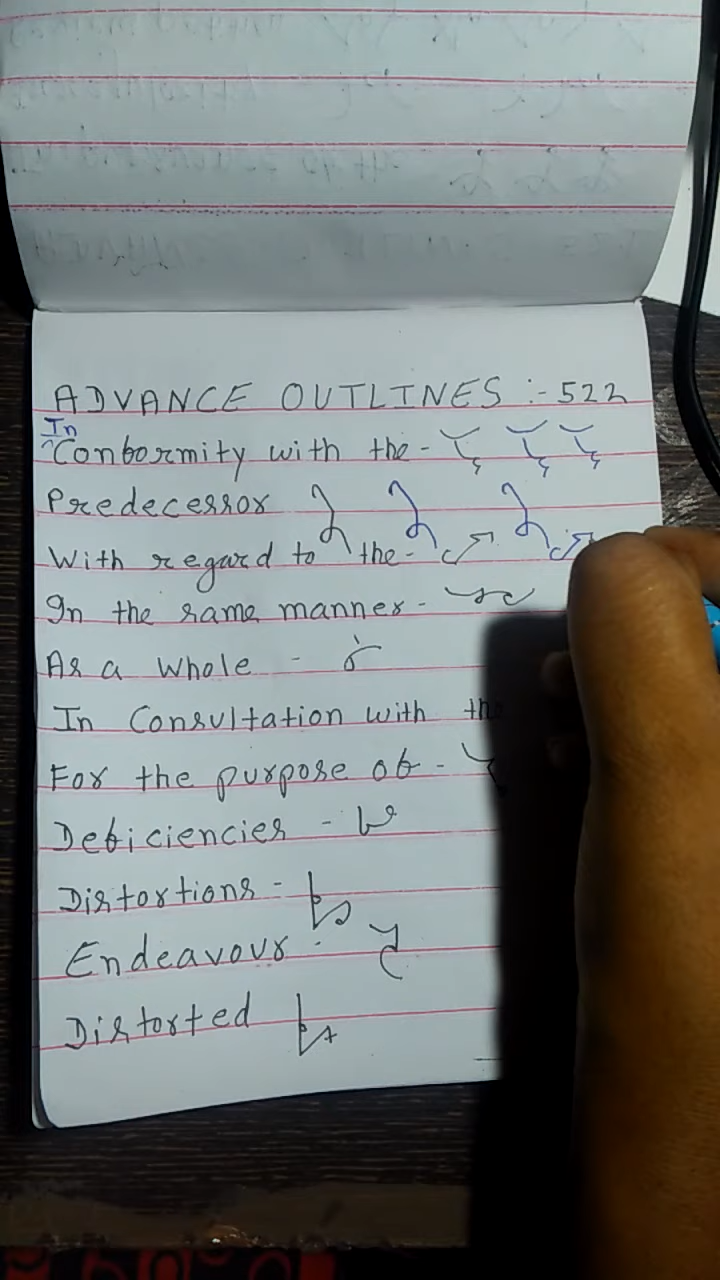 ADVANCE OUTLINES :- 522
In
^Conformity with the -
Predecessor
With regard to the -
In the same manner -
As a whole -
In Consultation with the
For the purpose of -
Deficiencies -
Distortions -
Endeavour -
Distorted